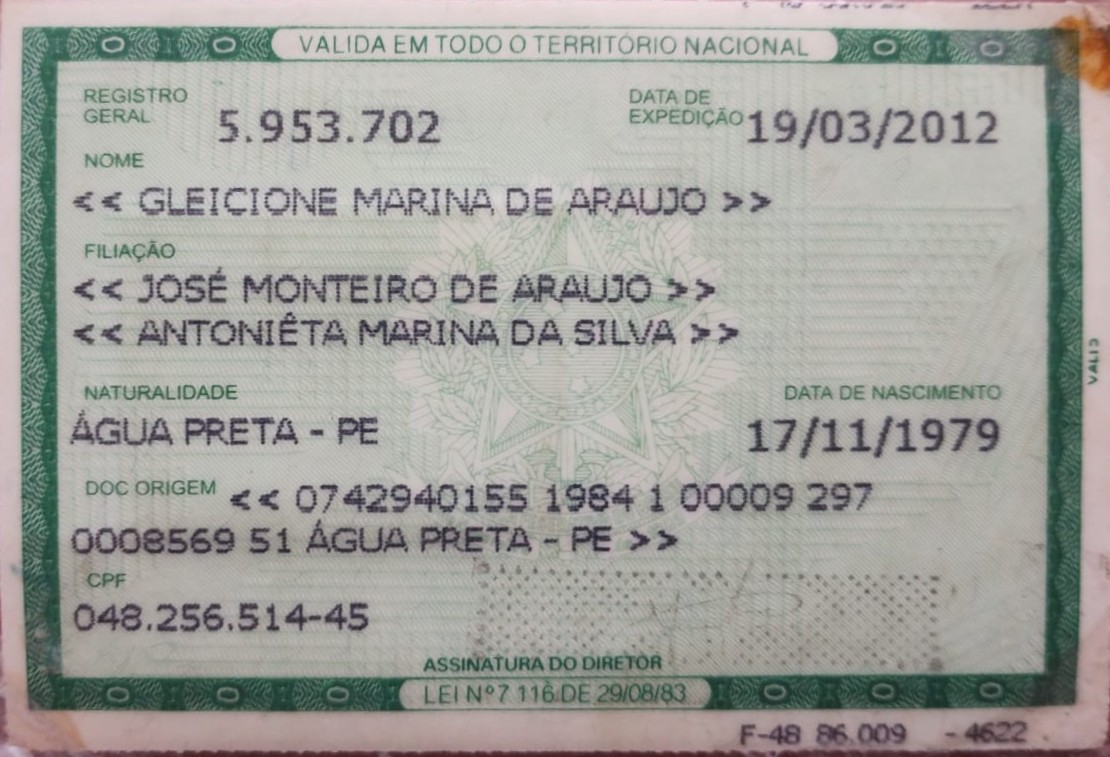 VALIDA EM TODO O TERRITÓRIO NACIONAL
REGISTRO GERAL 5.953.702 DATA DE EXPEDIÇÃO 19/03/2012
NOME
<< GLEICIONE MARINA DE ARAUJO >>
FILIAÇÃO
<< JOSÉ MONTEIRO DE ARAUJO >>
<< ANTONIÊTA MARINA DA SILVA >>
NATURALIDADE DATA DE NASCIMENTO
ÁGUA PRETA - PE 17/11/1979
DOC ORIGEM << 0742940155 1984 1 00009 297
0008569 51 ÁGUA PRETA - PE >>
CPF
048.256.514-45
ASSINATURA DO DIRETOR
LEI Nº 7 116 DE 29/08/83
F-48 86.009 - 4622